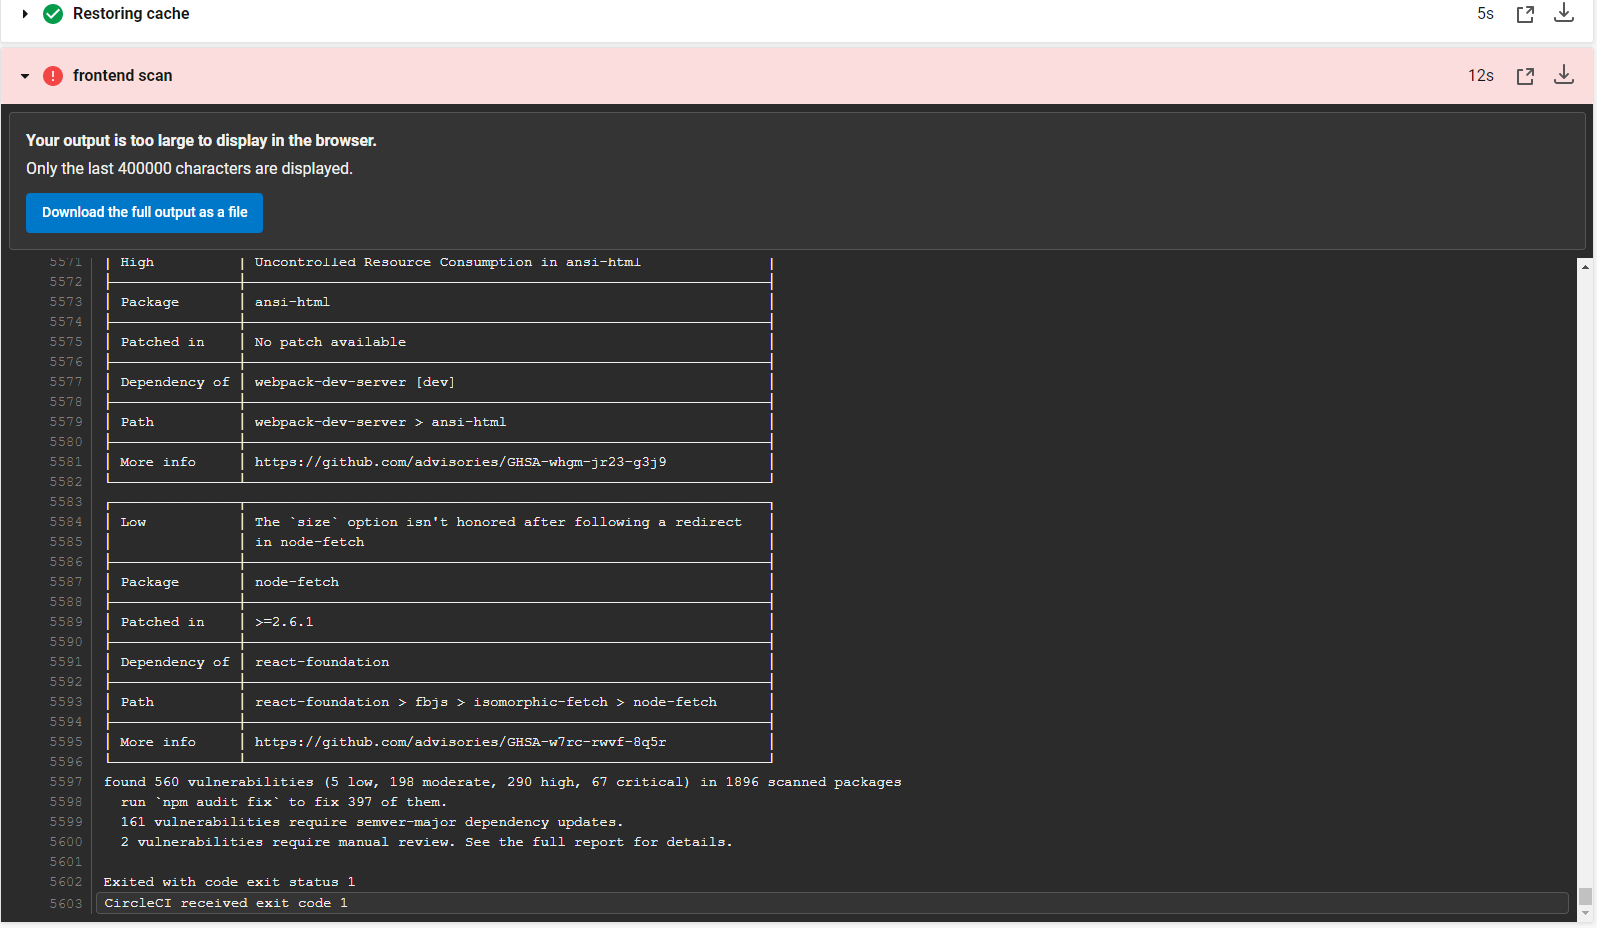 Restoring cache 5s
frontend scan 12s
Your output is too large to display in the browser.
Only the last 400000 characters are displayed.
Download the full output as a file
5571 High Uncontrolled Resource Consumption in ansi-html
5572
5573 Package ansi-html
5574
5575 Patched in No patch available
5576
5577 Dependency of webpack-dev-server [dev]
5578
5579 Path webpack-dev-server > ansi-html
5580
5581 More info https://github.com/advisories/GHSA-whgm-jr23-g3j9
5582
5583
5584 Low The `size` option isn't honored after following a redirect
5585 in node-fetch
5586
5587 Package node-fetch
5588
5589 Patched in >=2.6.1
5590
5591 Dependency of react-foundation
5592
5593 Path react-foundation > fbjs > isomorphic-fetch > node-fetch
5594
5595 More info https://github.com/advisories/GHSA-w7rc-rwvf-8q5r
5596
5597 found 560 vulnerabilities (5 low, 198 moderate, 290 high, 67 critical) in 1896 scanned packages
5598 run `npm audit fix` to fix 397 of them.
5599 161 vulnerabilities require semver-major dependency updates.
5600 2 vulnerabilities require manual review. See the full report for details.
5601
5602 Exited with code exit status 1
5603 CircleCI received exit code 1